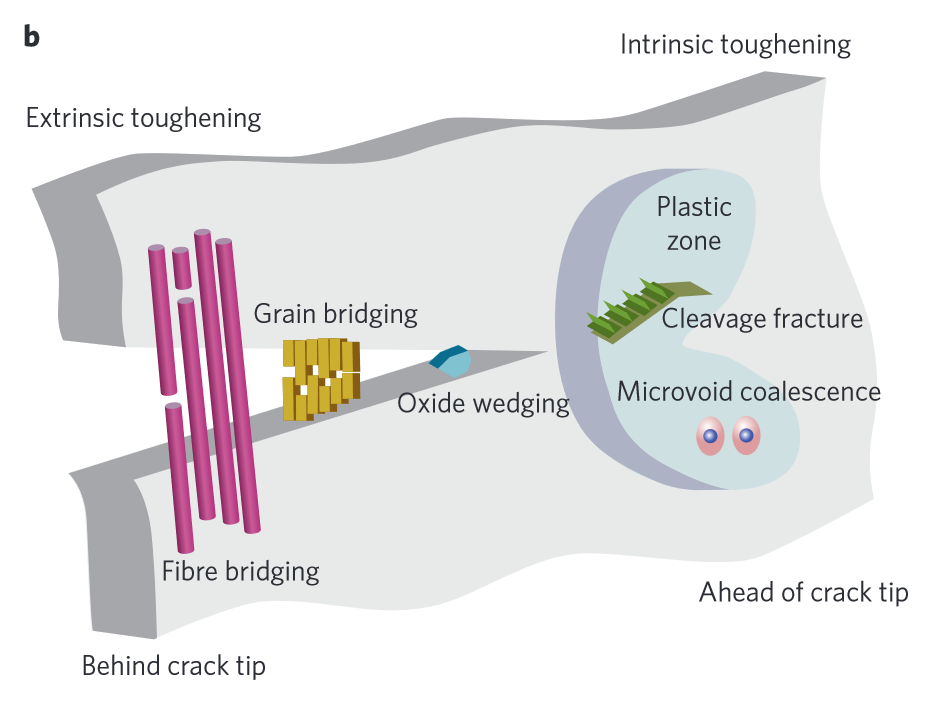 b
Intrinsic toughening
Extrinsic toughening
Plastic
zone
Grain bridging
Cleavage fracture
Microvoid coalescence
Oxide wedging
Fibre bridging
Ahead of crack tip
Behind crack tip